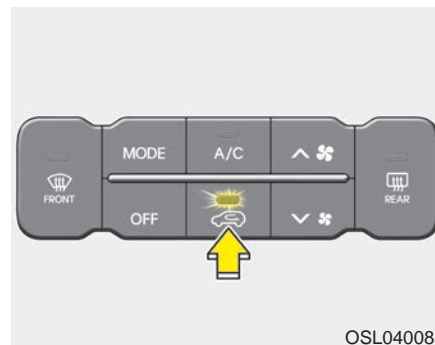 MODE
A/C
FRONT
REAR
OFF
OSL04008